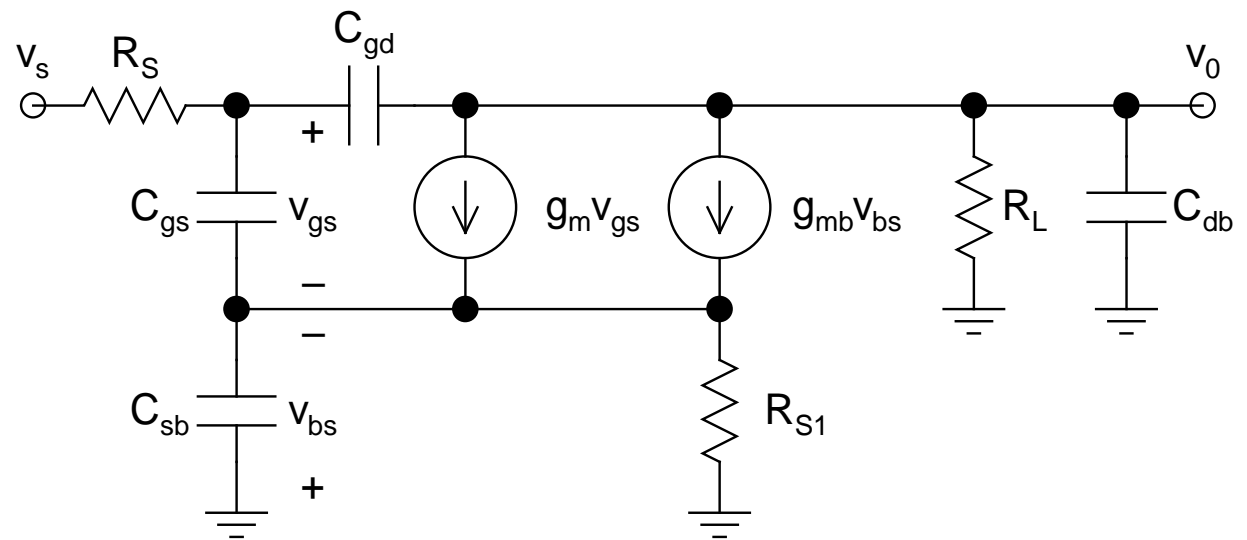 v_s
R_S
C_gd
v_0
+
C_gs
v_gs
g_m v_gs
g_mb v_bs
R_L
C_db
–
–
C_sb
v_bs
R_S1
+